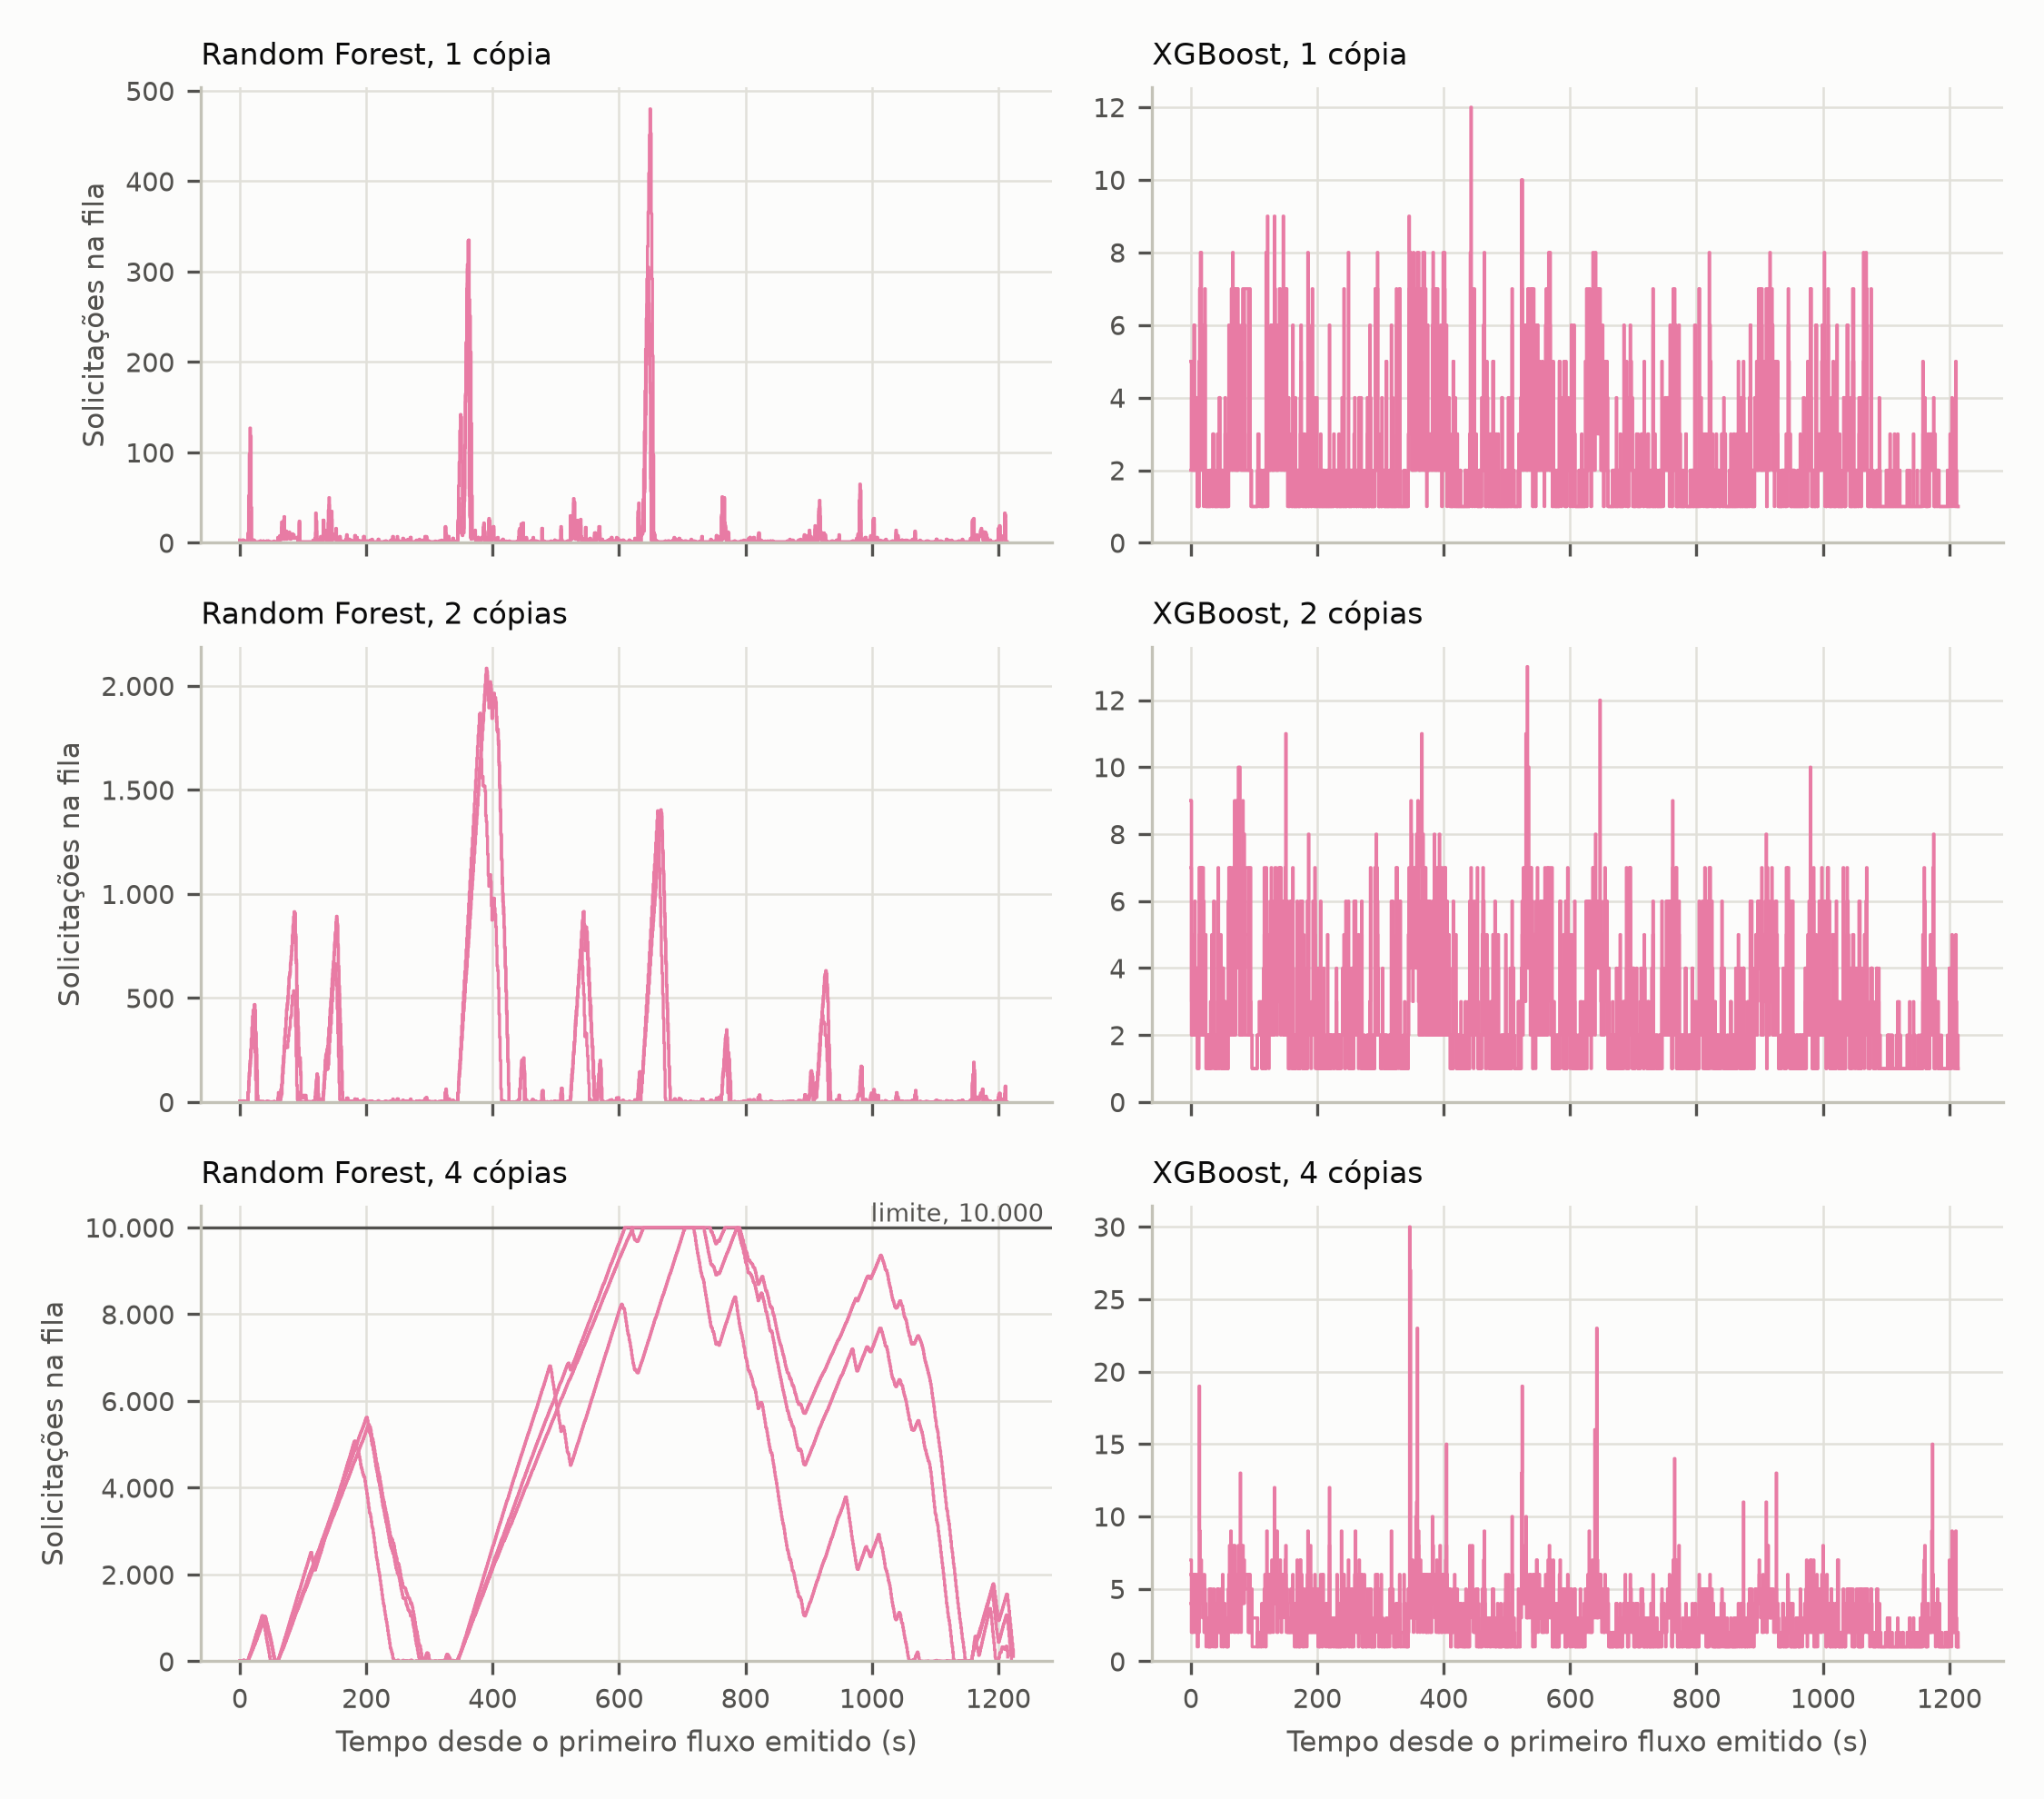 Random Forest, 1 cópia
Solicitações na fila
500
400
300
200
100
0
XGBoost, 1 cópia
12
10
8
6
4
2
0
Random Forest, 2 cópias
Solicitações na fila
2.000
1.500
1.000
500
0
XGBoost, 2 cópias
12
10
8
6
4
2
0
Random Forest, 4 cópias
Solicitações na fila
limite, 10.000
10.000
8.000
6.000
4.000
2.000
0
0 200 400 600 800 1000 1200
Tempo desde o primeiro fluxo emitido (s)
XGBoost, 4 cópias
30
25
20
15
10
5
0
0 200 400 600 800 1000 1200
Tempo desde o primeiro fluxo emitido (s)